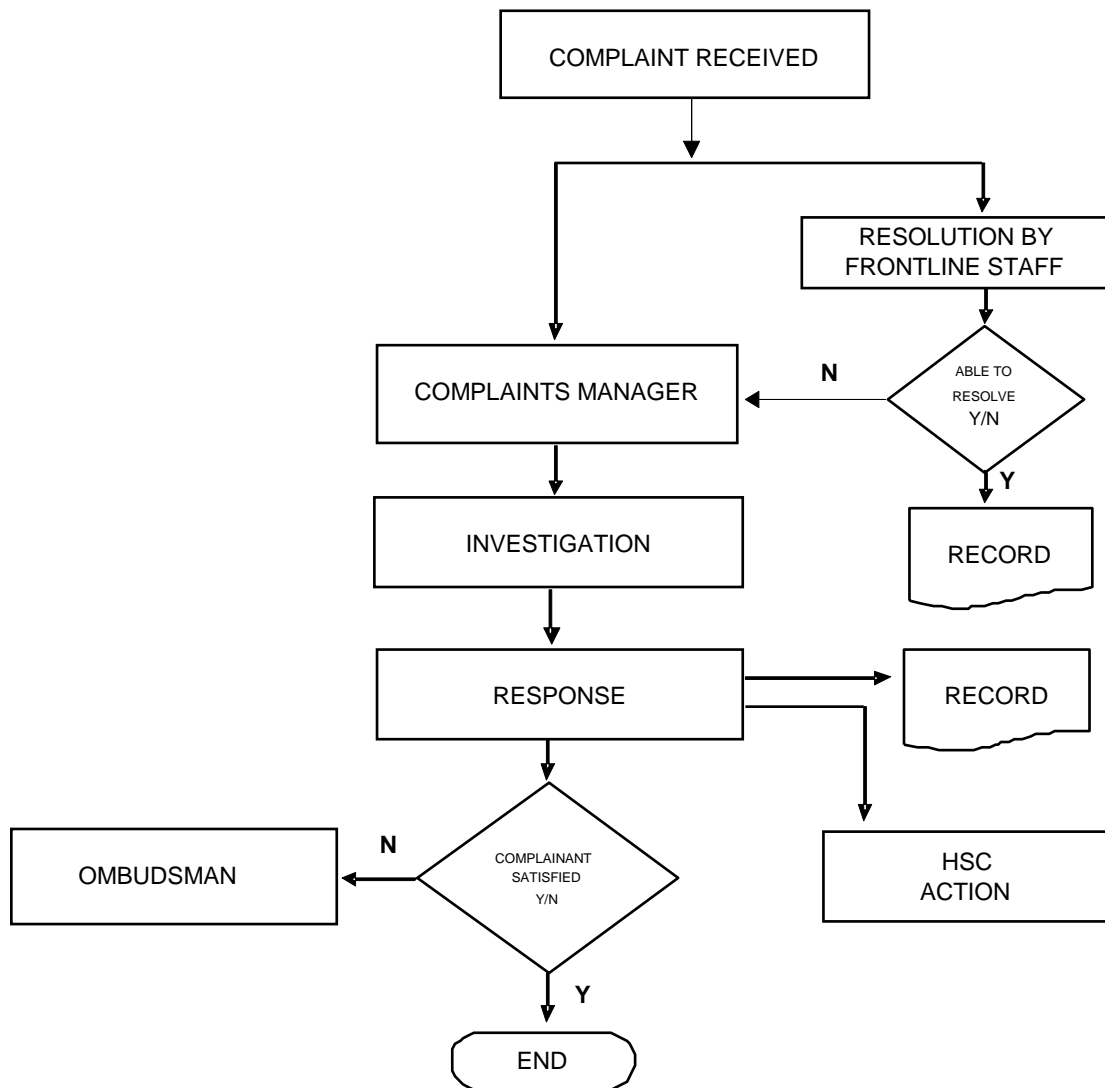 COMPLAINT RECEIVED
RESOLUTION BY
FRONTLINE STAFF
COMPLAINTS MANAGER
N
ABLE TO
RESOLVE
Y/N
Y
INVESTIGATION
RECORD
RESPONSE
RECORD
OMBUDSMAN
N
COMPLAINANT
SATISFIED
Y/N
HSC
ACTION
Y
END